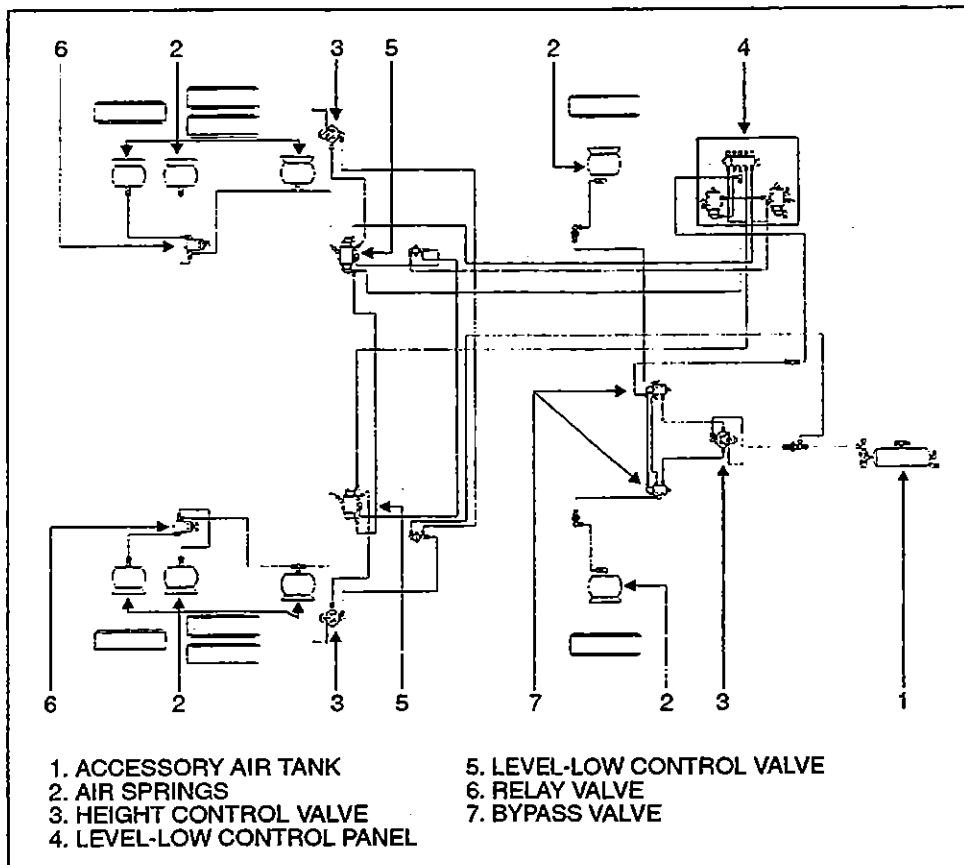 6 2 3 5 2 4
6
6
6 2 3 5 7 2 3 1
1. ACCESSORY AIR TANK
2. AIR SPRINGS
3. HEIGHT CONTROL VALVE
4. LEVEL-LOW CONTROL PANEL
5. LEVEL-LOW CONTROL VALVE
6. RELAY VALVE
7. BYPASS VALVE